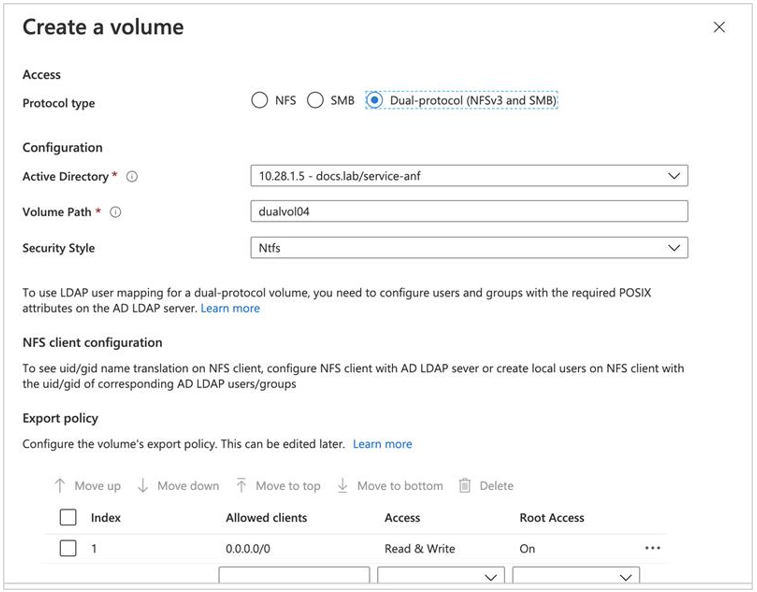 Create a volume
Access
Protocol type NFS SMB Dual-protocol (NFSv3 and SMB)
Configuration
Active Directory * 10.28.1.5 - docs.lab/service-anf
Volume Path * dualvol04
Security Style Ntfs
To use LDAP user mapping for a dual-protocol volume, you need to configure users and groups with the required POSIX
attributes on the AD LDAP server. Learn more
NFS client configuration
To see uid/gid name translation on NFS client, configure NFS client with AD LDAP sever or create local users on NFS client with
the uid/gid of corresponding AD LDAP users/groups
Export policy
Configure the volume's export policy. This can be edited later. Learn more
Move up Move down Move to top Move to bottom Delete
Index Allowed clients Access Root Access
1 0.0.0.0/0 Read & Write On